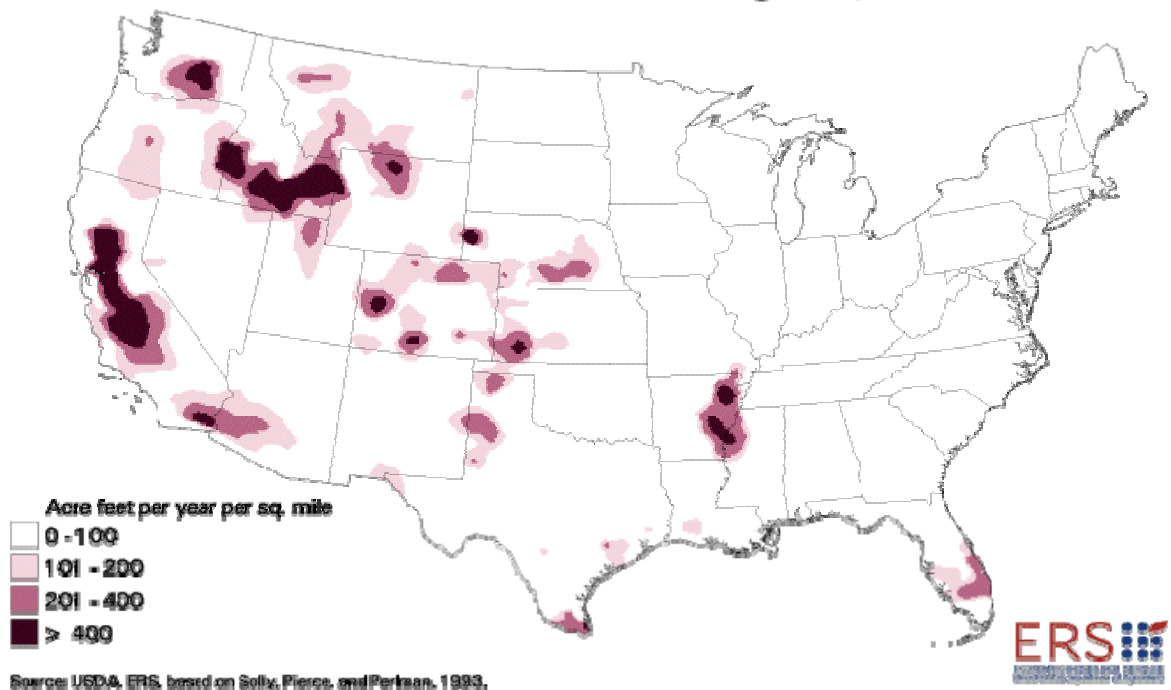 Acre feet per year per sq. mile
0 - 100
101 - 200
201 - 400
> 400
Source: USDA, ERS, based on Solly, Pierce, and Perlman, 1993.
ERS